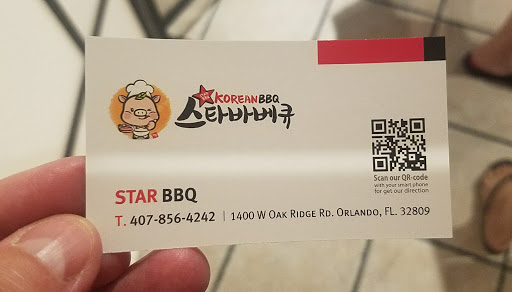 KOREAN BBQ
스타바베큐
Scan our QR-code
with your smart phone
for get our direction
STAR BBQ
T. 407-856-4242 | 1400 W OAK RIDGE RD. ORLANDO, FL. 32809